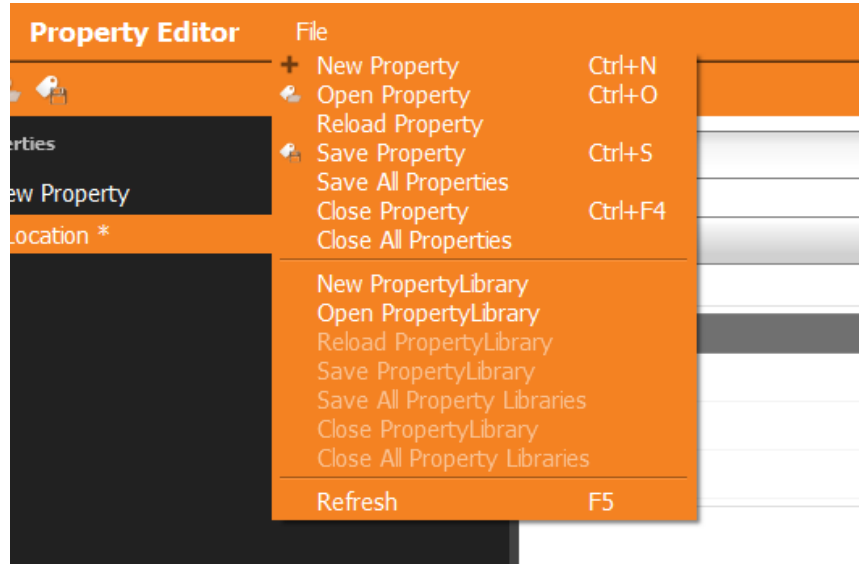 Property Editor File
New Property Ctrl+N
Open Property Ctrl+O
Reload Property
Save Property Ctrl+S
Save All Properties
Close Property Ctrl+F4
Close All Properties
New PropertyLibrary
Open PropertyLibrary
Reload PropertyLibrary
Save PropertyLibrary
Save All Property Libraries
Close PropertyLibrary
Close All Property Libraries
Refresh F5
erties
ew Property
Location *